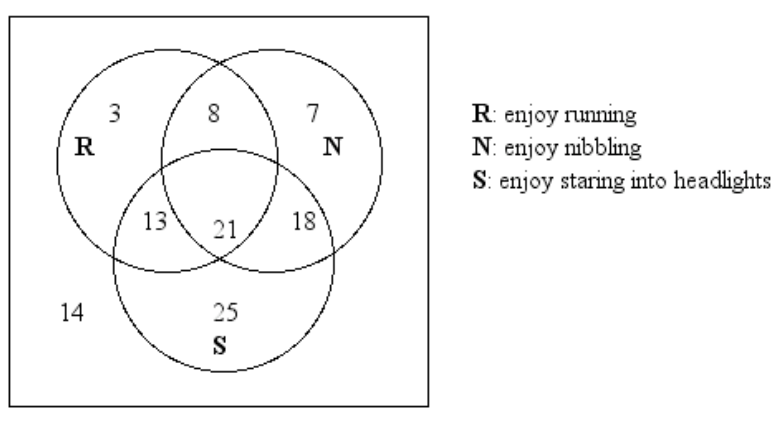 3 8 7
R N
13 21 18
14 25
S
R: enjoy running
N: enjoy nibbling
S: enjoy staring into headlights